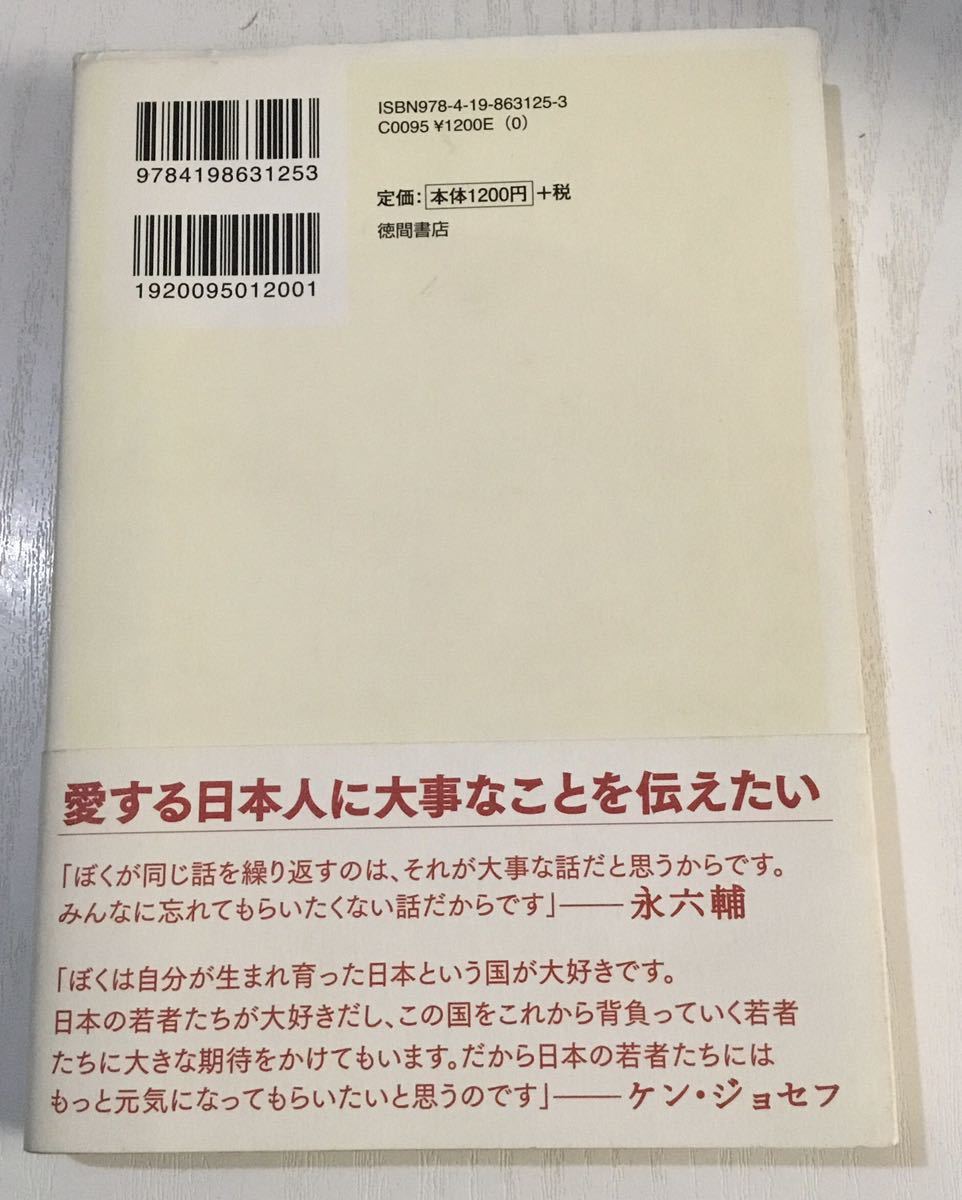 9784198631253
1920095012001
ISBN978-4-19-863125-3
C0095 ¥1200E (0)
定価:本体1200円+税
徳間書店
愛する日本人に大事なことを伝えたい
「ぼくが同じ話を繰り返すのは、それが大事な話だと思うからです。
みんなに忘れてもらいたくない話だからです」——永六輔
「ぼくは自分が生まれ育った日本という国が大好きです。
日本の若者たちが大好きだし、この国をこれから背負っていく若者
たちに大きな期待をかけてもいます。だから日本の若者たちには
もっと元気になってもらいたいと思うのです」——ケン・ジョセフ